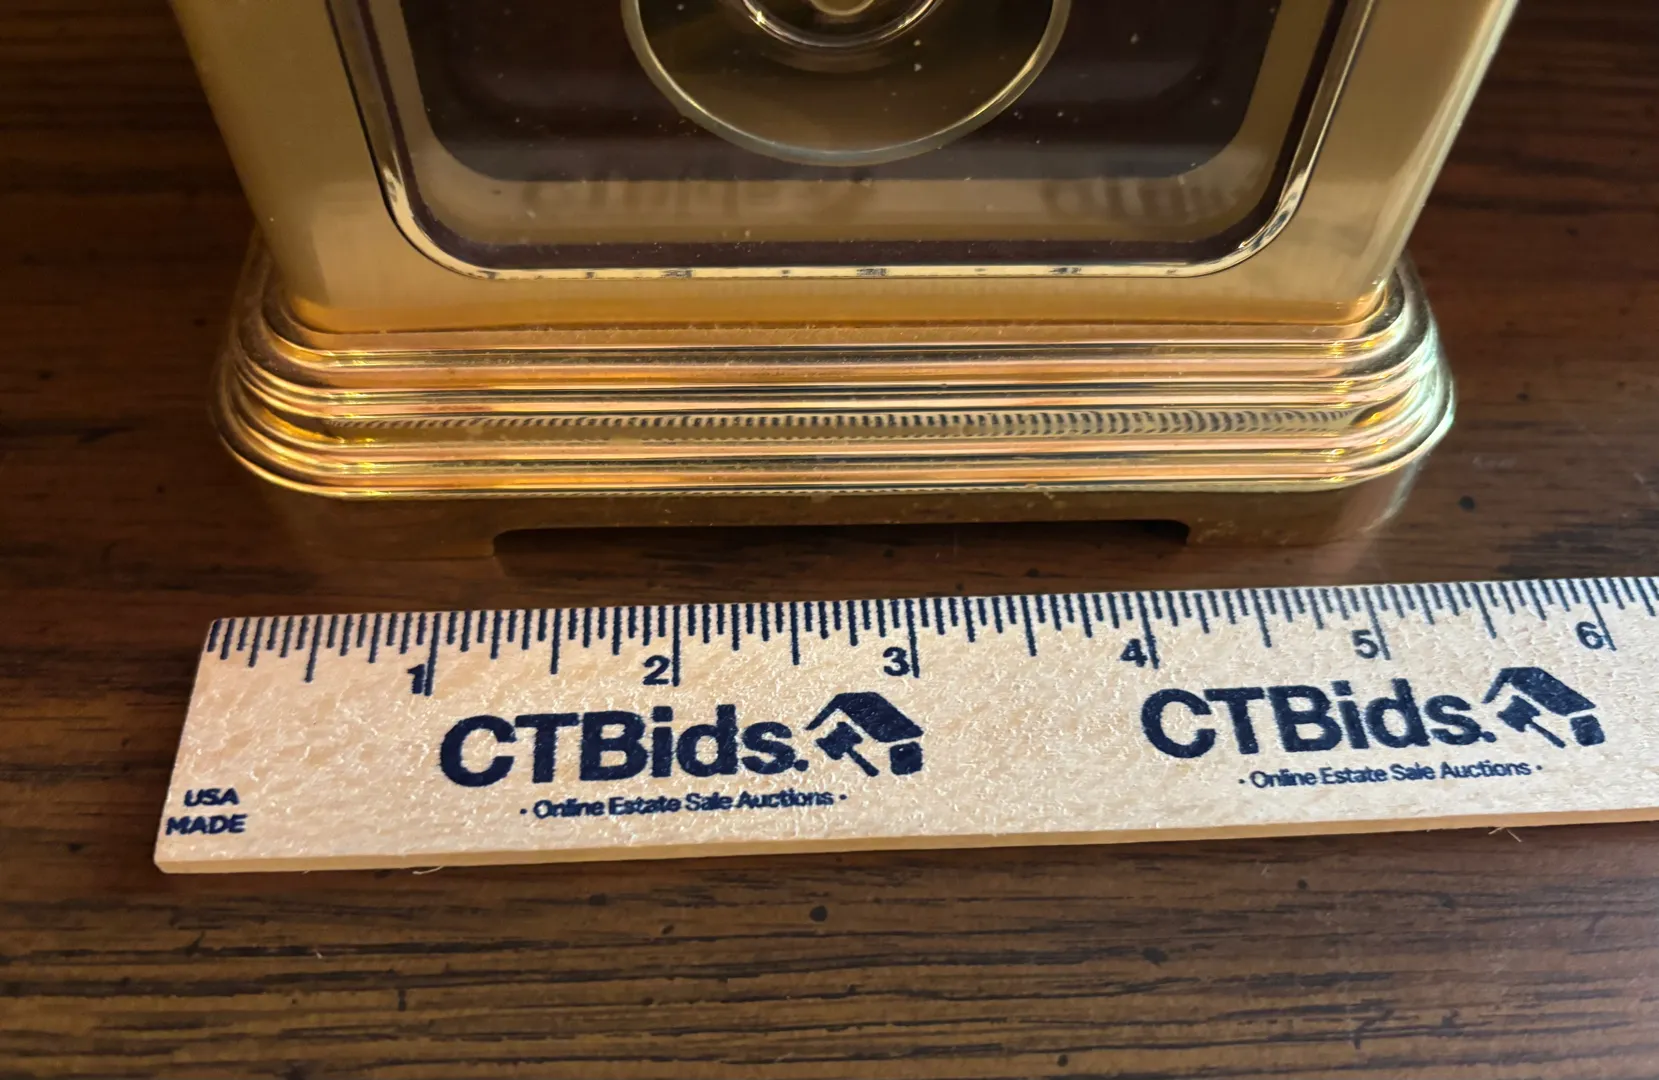 1 2 3 4 5 6
CTBids. CTBids.
· Online Estate Sale Auctions · · Online Estate Sale Auctions ·
USA
MADE